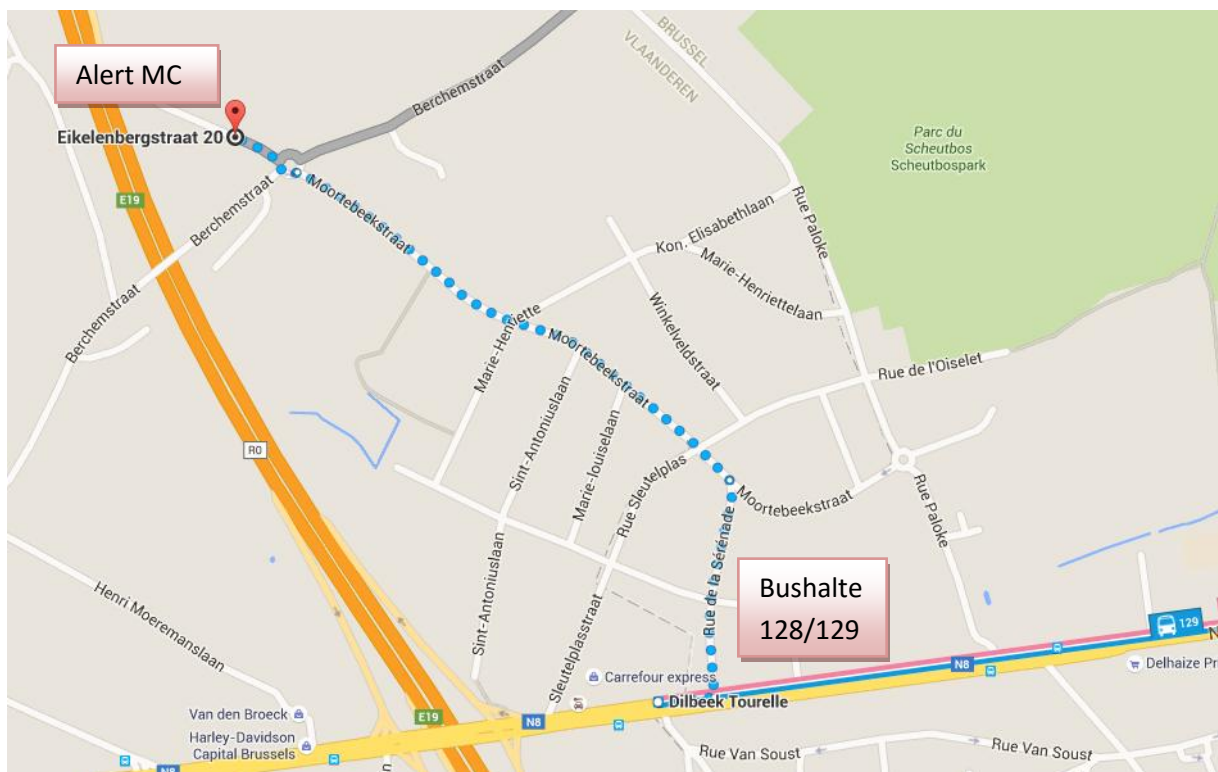 BRUSSEL
VLAANDEREN
Alert MC
Berchemstraat
Eikelenbergstraat 20
Parc du
Scheutbos
Scheutbospark
E19
Moortebeekstraat
Berchemstraat
Rue Paloke
Kon. Elisabethlaan
Marie-Henriettelaan
Berchemstraat
Winkelveldstraat
Marie-Henriette
Moortebeekstraat
Rue de l'Oiselet
Sint-Antoniuslaan
Marie-louiselaan
R0
Rue Sleutelplas
Moortebeekstraat
Rue Paloke
Rue de la Sérénade
Bushalte
128/129
Henri Moeremanslaan
Sint-Antoniuslaan
Sleutelplasstraat
129
N8
Carrefour express
Delhaize Pr
Dilbeek Tourelle
Van den Broeck
E19
N8
Harley-Davidson
Capital Brussels
Rue Van Soust
Rue Van Soust
N8